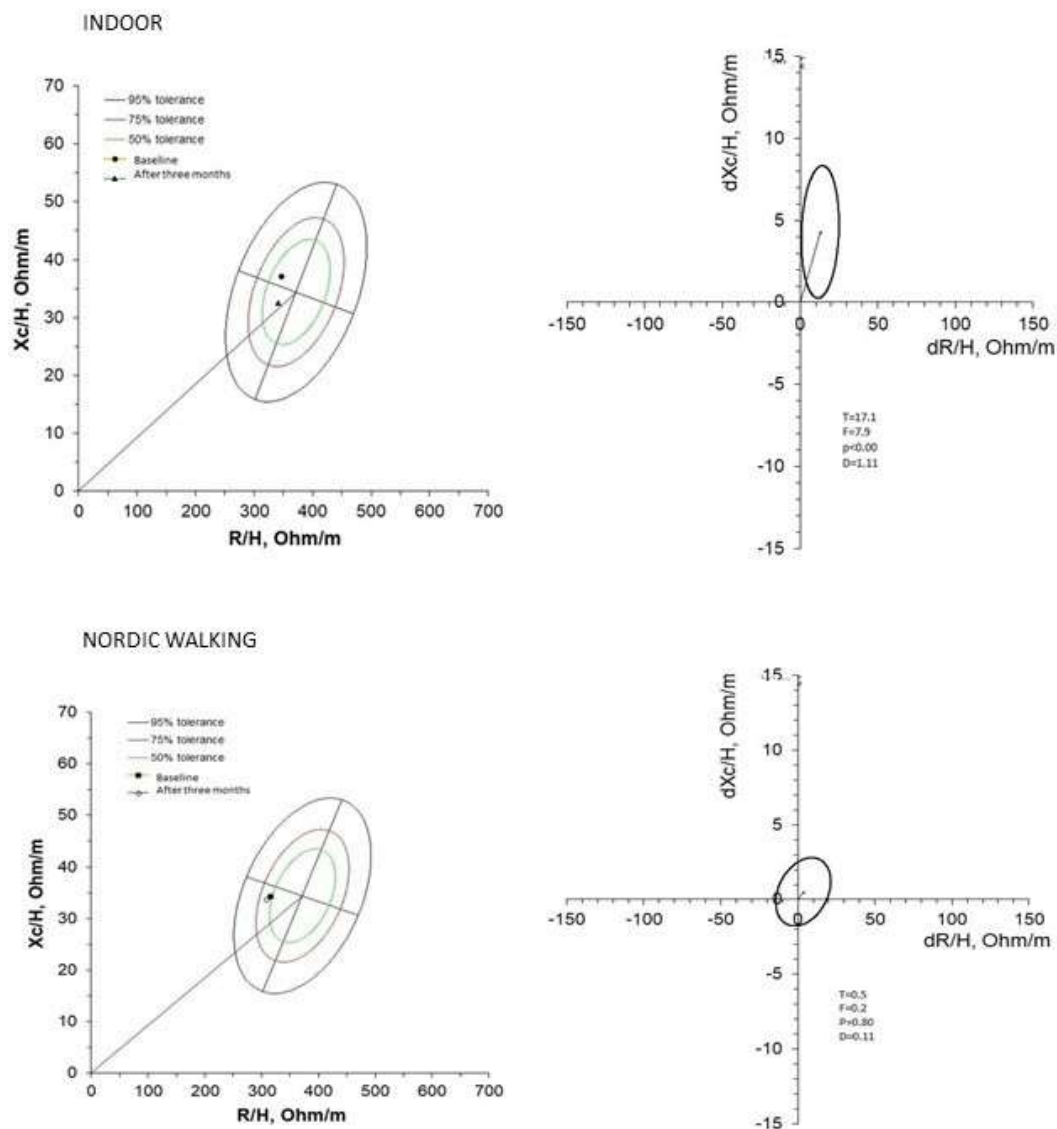 INDOOR
70
60
50
40
30
20
10
0
Xc/H, Ohm/m
95% tolerance
75% tolerance
50% tolerance
Baseline
After three months
0 100 200 300 400 500 600 700
R/H, Ohm/m
15
10
5
0
-5
-10
-15
dXc/H, Ohm/m
-150 -100 -50 0 50 100 150
dR/H, Ohm/m
T=17.1
F=7.9
p<0.00
D=1.11
NORDIC WALKING
70
60
50
40
30
20
10
0
Xc/H, Ohm/m
95% tolerance
75% tolerance
50% tolerance
Baseline
After three months
0 100 200 300 400 500 600 700
R/H, Ohm/m
15
10
5
0
-5
-10
-15
dXc/H, Ohm/m
-150 -100 -50 0 50 100 150
dR/H, Ohm/m
T=0.5
F=0.2
P=0.80
D=0.11